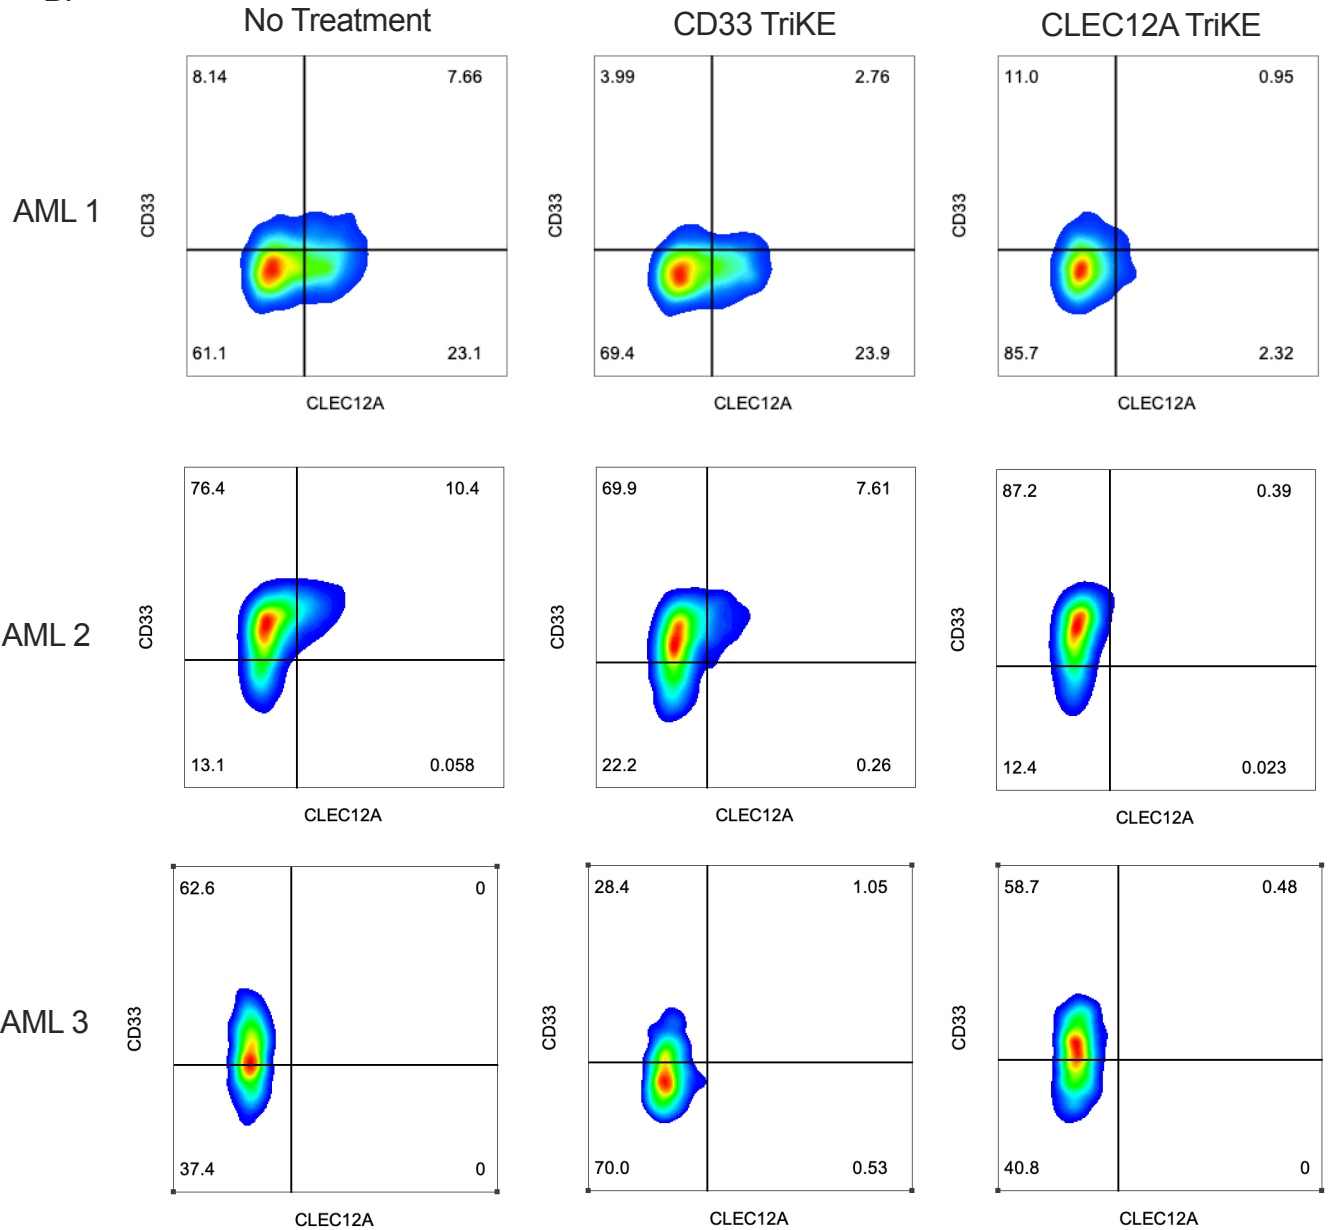 No Treatment CD33 TriKE CLEC12A TriKE
8.14 7.66 3.99 2.76 11.0 0.95
AML 1 CD33 CD33 CD33
61.1 23.1 69.4 23.9 85.7 2.32
CLEC12A CLEC12A CLEC12A
76.4 10.4 69.9 7.61 87.2 0.39
AML 2 CD33 CD33 CD33
13.1 0.058 22.2 0.26 12.4 0.023
CLEC12A CLEC12A CLEC12A
62.6 0 28.4 1.05 58.7 0.48
AML 3 CD33 CD33 CD33
37.4 0 70.0 0.53 40.8 0
CLEC12A CLEC12A CLEC12A